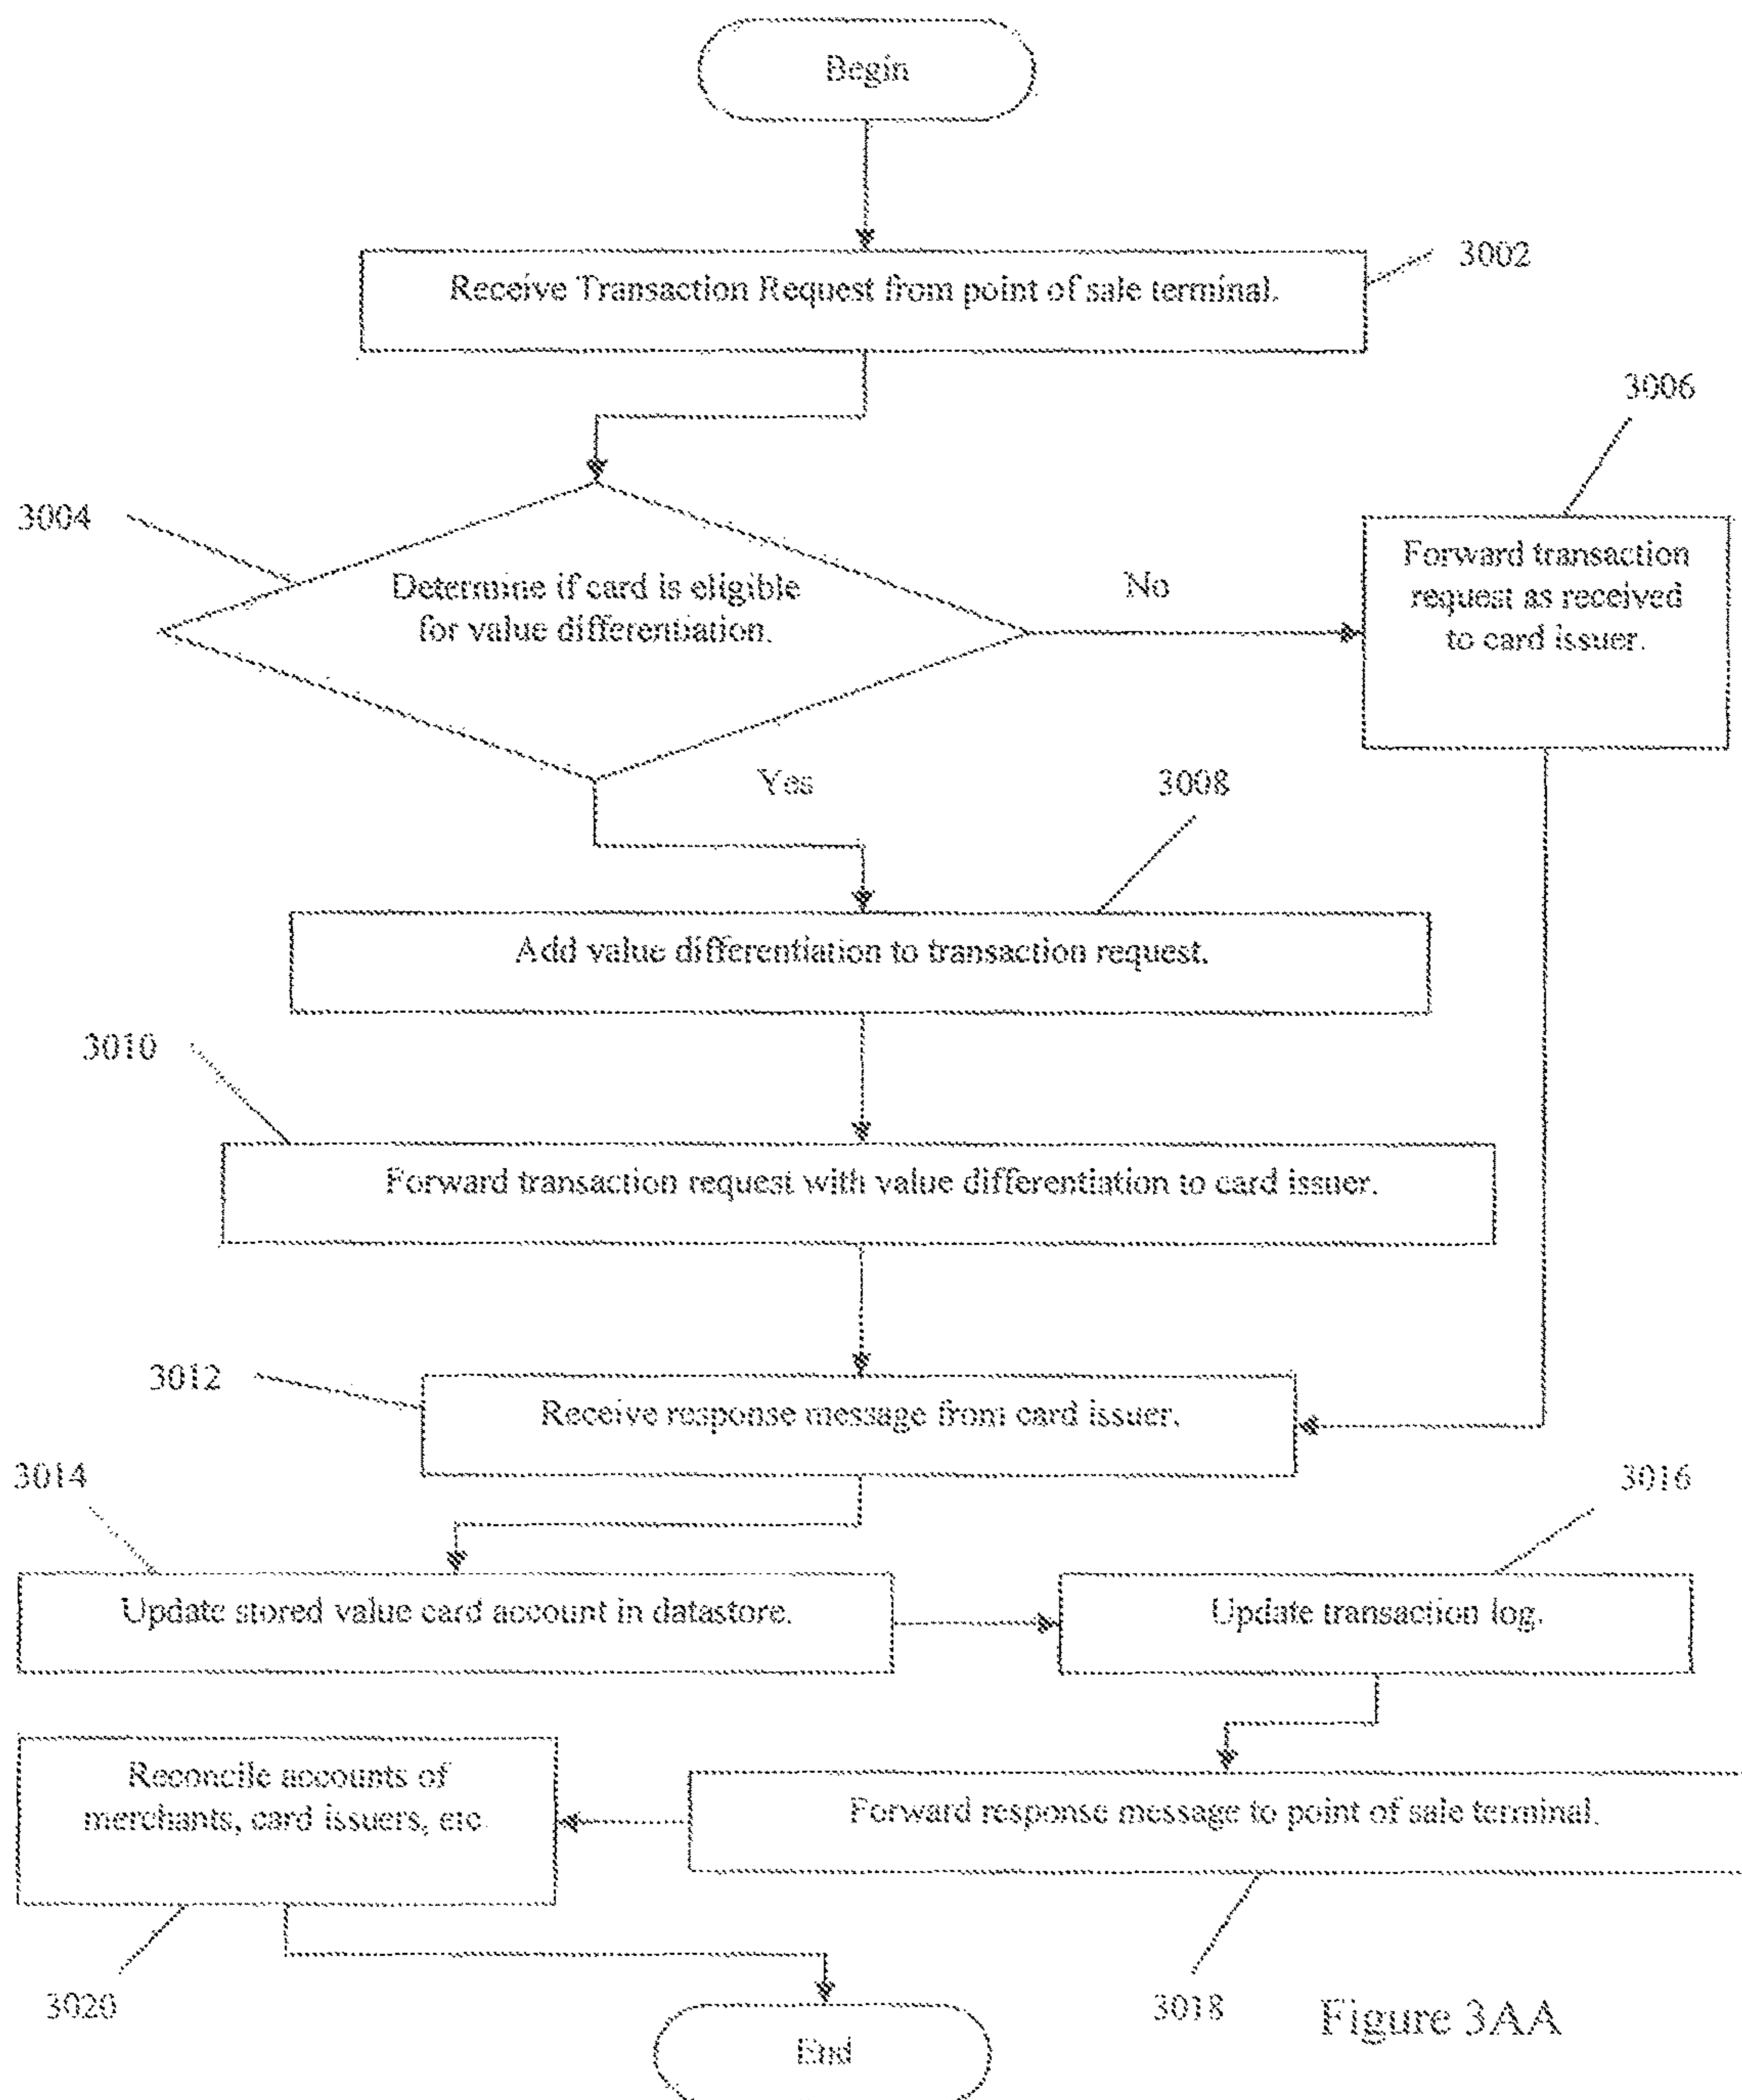 Begin
Receive Transaction Request from point of sale terminal.
3002
3006
3004
Determine if card is eligible
for value differentiation.
No
Forward transaction
request as received
to card issuer.
Yes
3008
Add value differentiation to transaction request.
3010
Forward transaction request with value differentiation to card issuer.
3012
Receive response message from card issuer.
3014
3016
Update stored value card account in datastore.
Update transaction log.
Reconcile accounts of
merchants, card issuers, etc.
Forward response message to point of sale terminal.
3020
3018
Figure 3AA
End